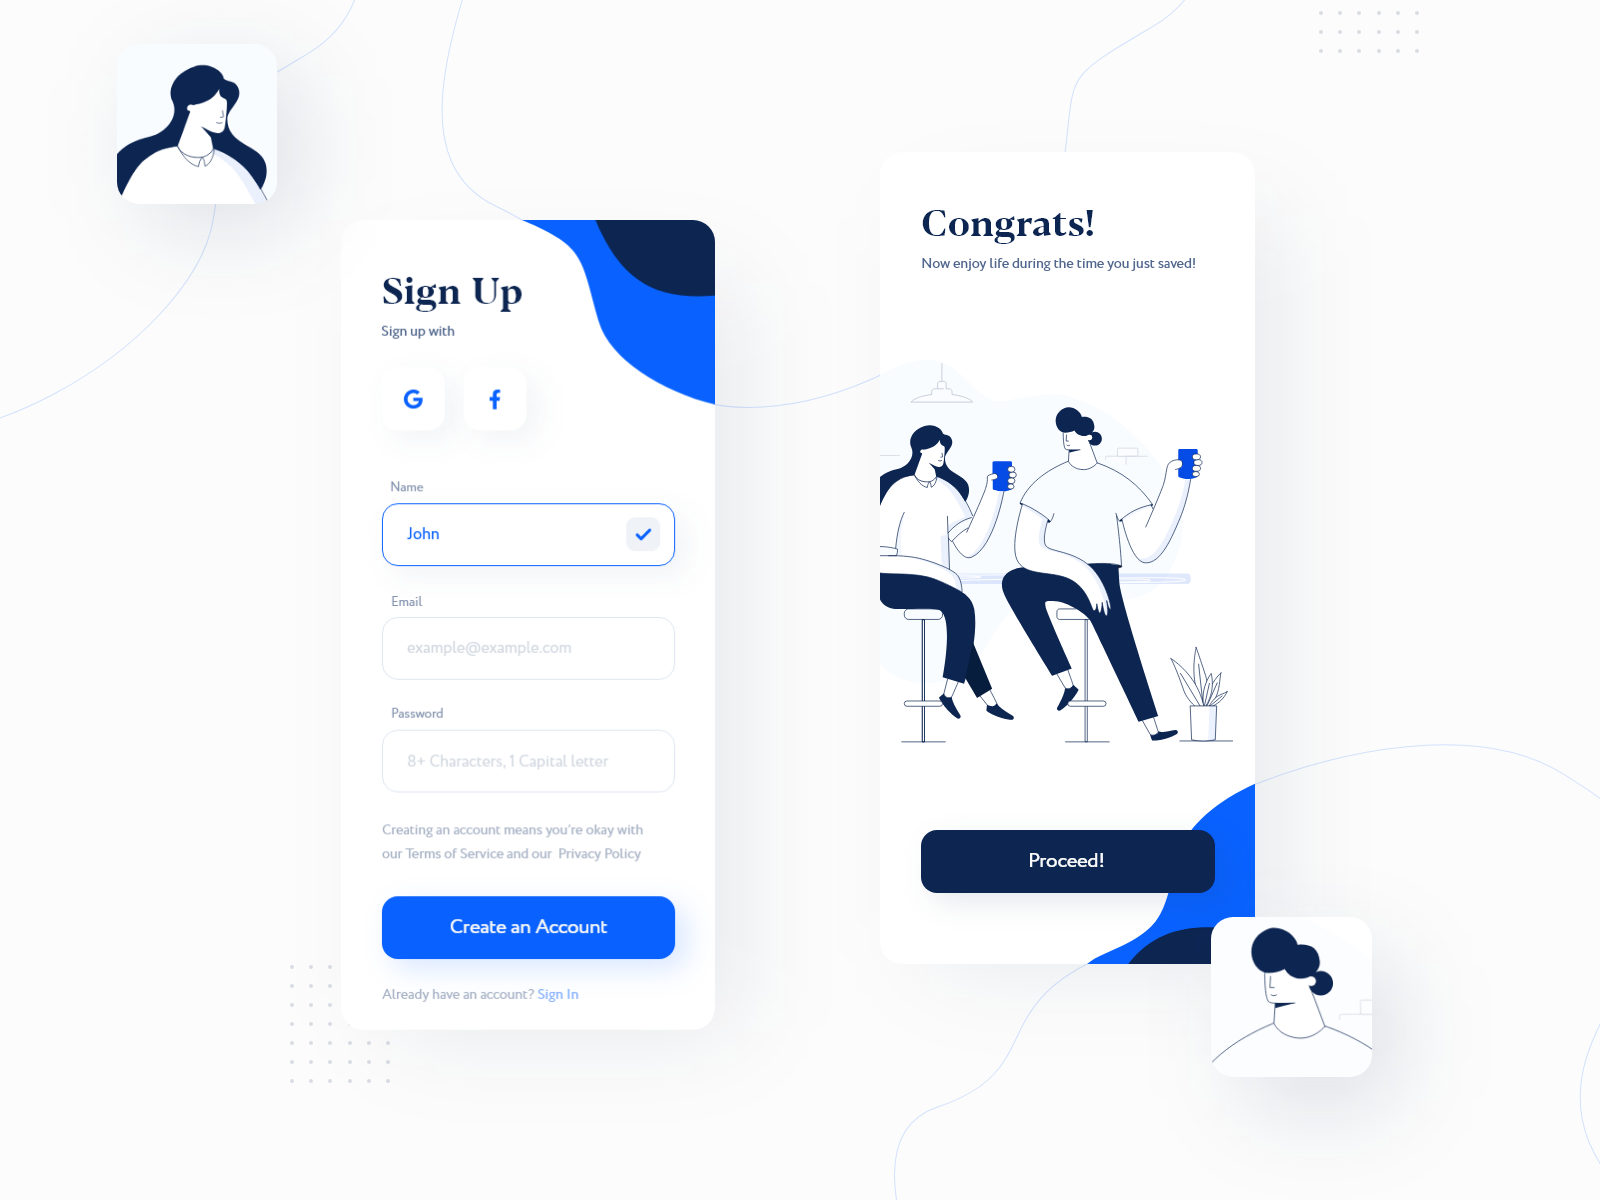 Sign Up
Sign up with
G f
Name
John
Email
example@example.com
Password
8+ Characters, 1 Capital letter
Creating an account means you're okay with
our Terms of Service and our Privacy Policy
Create an Account
Already have an account? Sign In
Congrats!
Now enjoy life during the time you just saved!
Proceed!